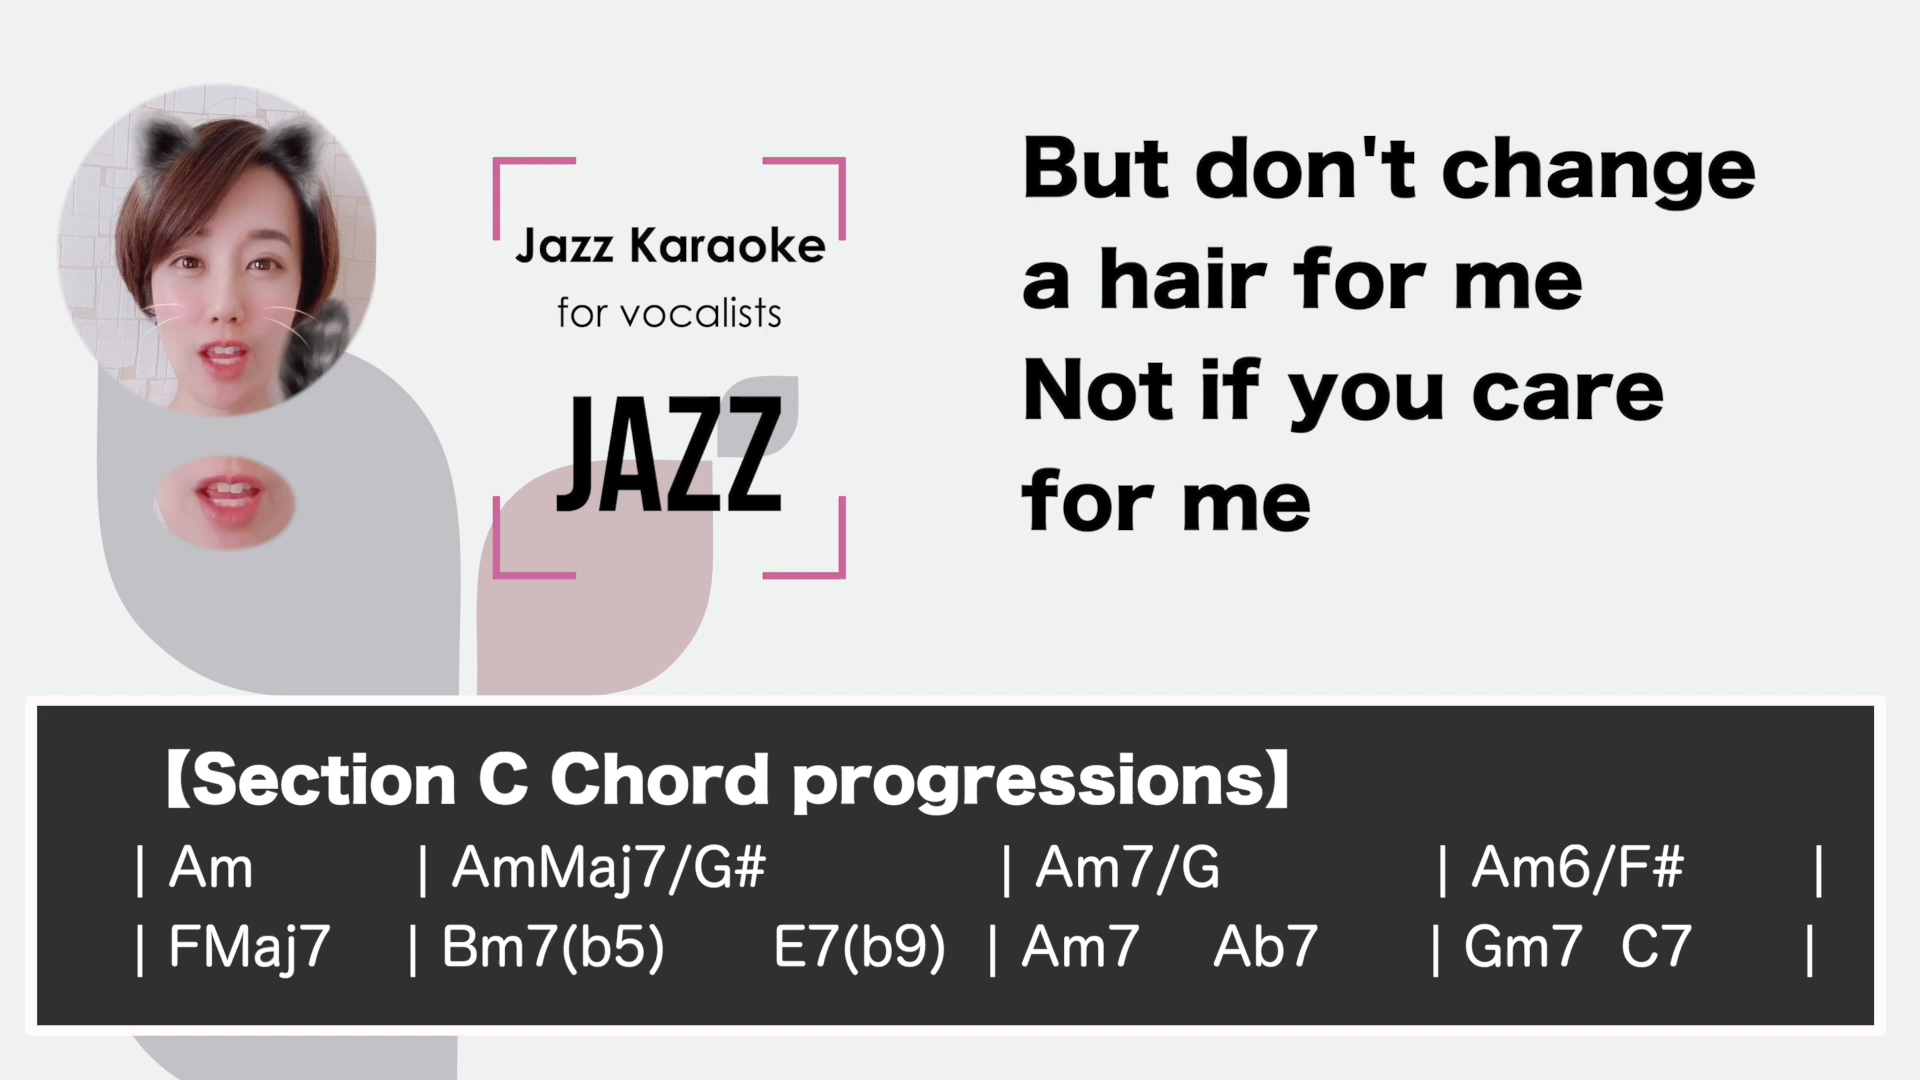 Jazz Karaoke
for vocalists
JAZZ
But don't change
a hair for me
Not if you care
for me
【Section C Chord progressions】
| Am | AmMaj7/G# | Am7/G | Am6/F# |
| FMaj7 | Bm7(b5) E7(b9) | Am7 Ab7 | Gm7 C7 |